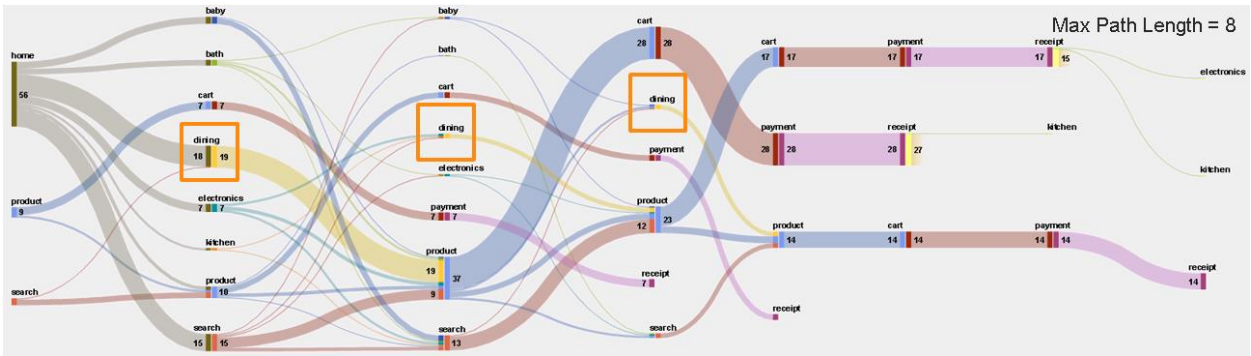 Max Path Length = 8
home
56
product
9
search
baby
bath
cart
7 7
dining
18 19
electronics
7 7
kitchen
product
10
search
15 15
baby
bath
cart
dining
electronics
payment
7 7
product
19
37
9
search
13
cart
28 28
dining
payment
product
12 23
receipt
7
search
cart
17 17
payment
28 28
product
14
receipt
payment
17 17
receipt
28 27
cart
14 14
receipt
17 15
kitchen
payment
14 14
electronics
kitchen
receipt
14